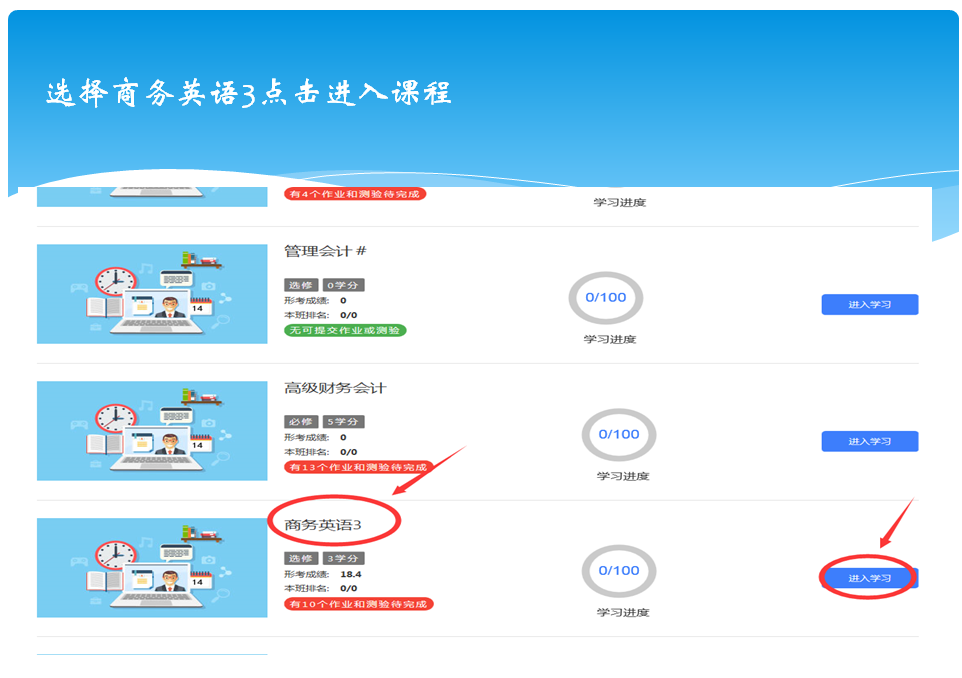 选择商务英语3点击进入课程
有4个作业和测验待完成
学习进度
管理会计#
选修 0学分
形考成绩: 0
本班排名: 0/0
无可提交作业或测验
0/100
学习进度
进入学习
14
高级财务会计
必修 5学分
形考成绩: 0
本班排名: 0/0
有13个作业和测验待完成
0/100
学习进度
进入学习
14
商务英语3
选修 3学分
形考成绩: 18.4
本班排名: 0/0
有10个作业和测验待完成
0/100
学习进度
进入学习
14